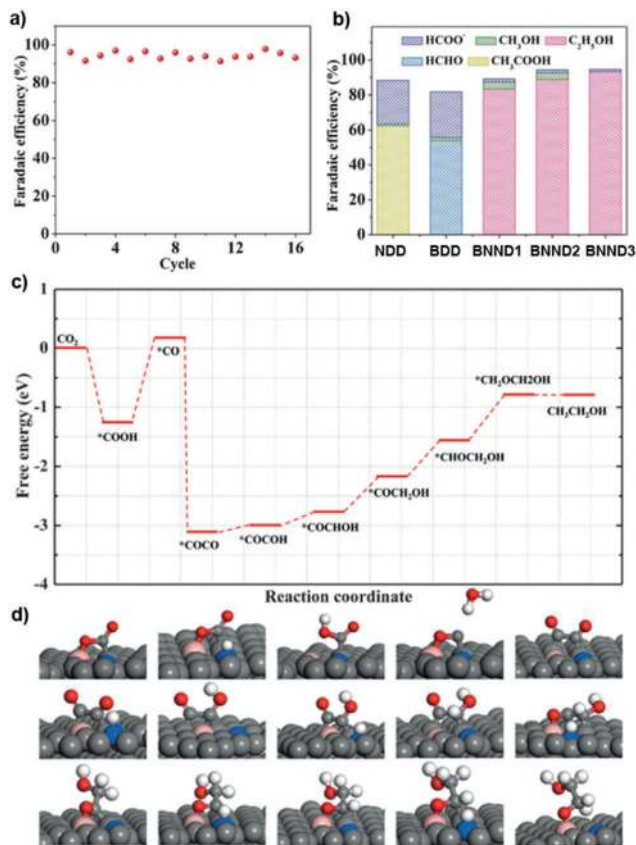 a)
Faradaic efficiency (%)
100
80
60
40
20
0
0 4 8 12 16
Cycle
b)
HCOO- CH3OH C2H5OH
HCHO CH3COOH
Faradaic efficiency (%)
100
80
60
40
20
0
NDD BDD BNND1 BNND2 BNND3
c)
Free energy (eV)
1
0
-1
-2
-3
-4
CO2
*COOH
*CO
*COCO
*COCOH
*COCHOH
*COCH2OH
*CHOCH2OH
*CH2OCH2OH
CH3CH2OH
Reaction coordinate
d)